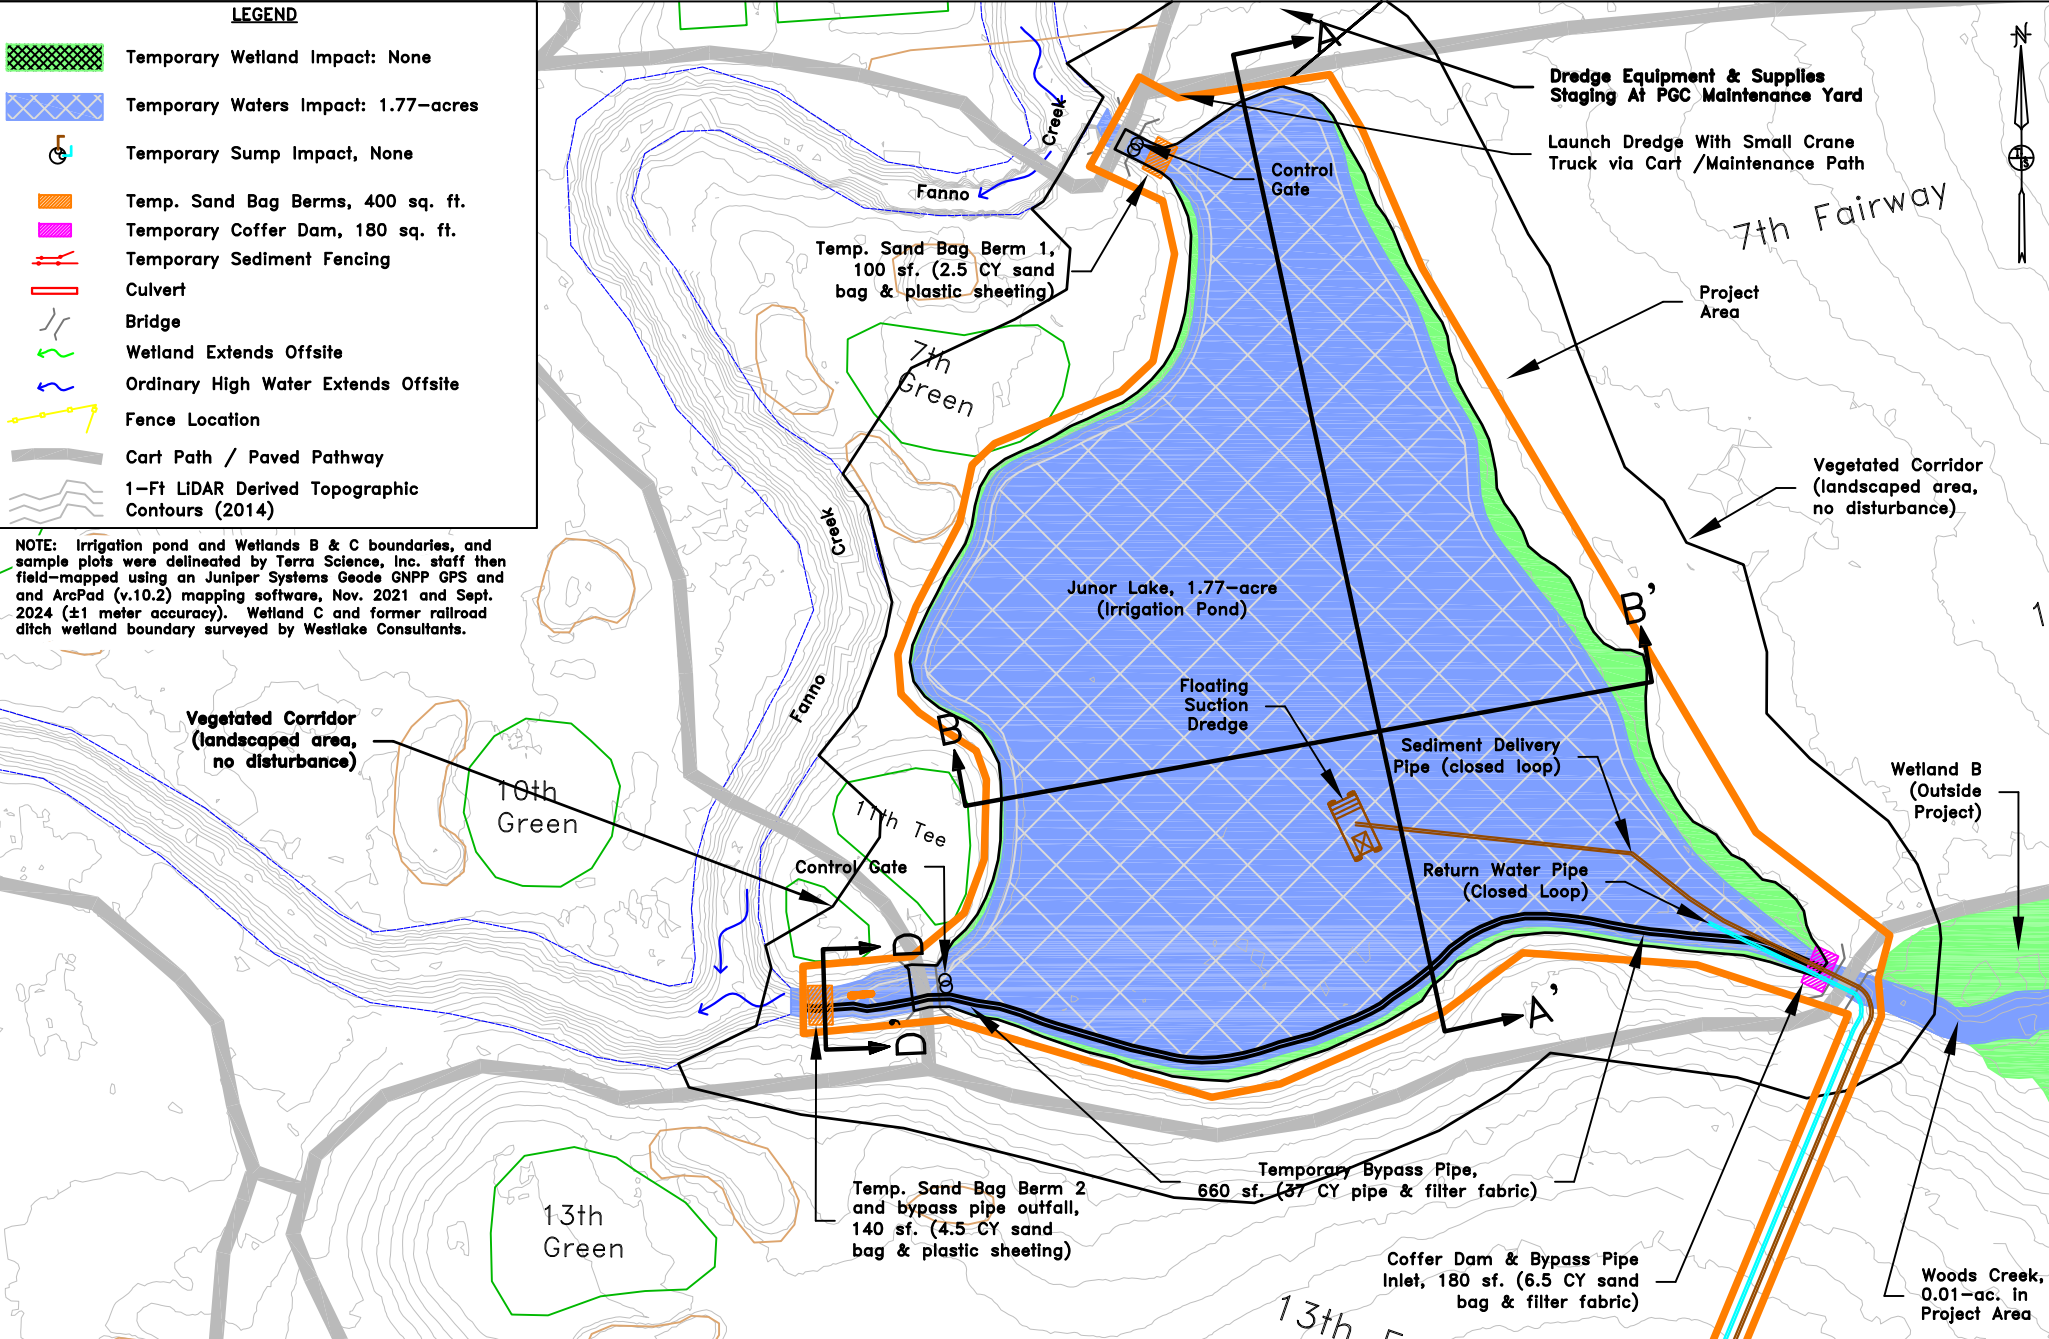 LEGEND
Temporary Wetland Impact: None
Temporary Waters Impact: 1.77-acres
Temporary Sump Impact, None
Temp. Sand Bag Berms, 400 sq. ft.
Temporary Coffer Dam, 180 sq. ft.
Temporary Sediment Fencing
Culvert
Bridge
Wetland Extends Offsite
Ordinary High Water Extends Offsite
Fence Location
Cart Path / Paved Pathway
1-Ft LiDAR Derived Topographic
Contours (2014)
NOTE: Irrigation pond and Wetlands B & C boundaries, and
sample plots were delineated by Terra Science, Inc. staff then
field-mapped using an Juniper Systems Geode GNPP GPS and
and ArcPad (v.10.2) mapping software, Nov. 2021 and Sept.
2024 (±1 meter accuracy). Wetland C and former railroad
ditch wetland boundary surveyed by Westlake Consultants.
A
N
T
S
Dredge Equipment & Supplies
Staging At PGC Maintenance Yard
Launch Dredge With Small Crane
Truck via Cart /Maintenance Path
Creek
Fanno
Control
Gate
7th Fairway
Temp. Sand Bag Berm 1,
100 sf. (2.5 CY sand
bag & plastic sheeting)
Project
Area
7th
Green
Vegetated Corridor
(landscaped area,
no disturbance)
Creek
Fanno
Junor Lake, 1.77-acre
(Irrigation Pond)
B'
1
Floating
Suction
Dredge
Vegetated Corridor
(landscaped area,
no disturbance)
B
Sediment Delivery
Pipe (closed loop)
Wetland B
(Outside
Project)
10th
Green
11th Tee
Control Gate
Return Water Pipe
(Closed Loop)
D
D'
A'
Temporary Bypass Pipe,
660 sf. (37 CY pipe & filter fabric)
Temp. Sand Bag Berm 2
and bypass pipe outfall,
140 sf. (4.5 CY sand
bag & plastic sheeting)
13th
Green
Coffer Dam & Bypass Pipe
Inlet, 180 sf. (6.5 CY sand
bag & filter fabric)
Woods Creek,
0.01-ac. in
Project Area
13th